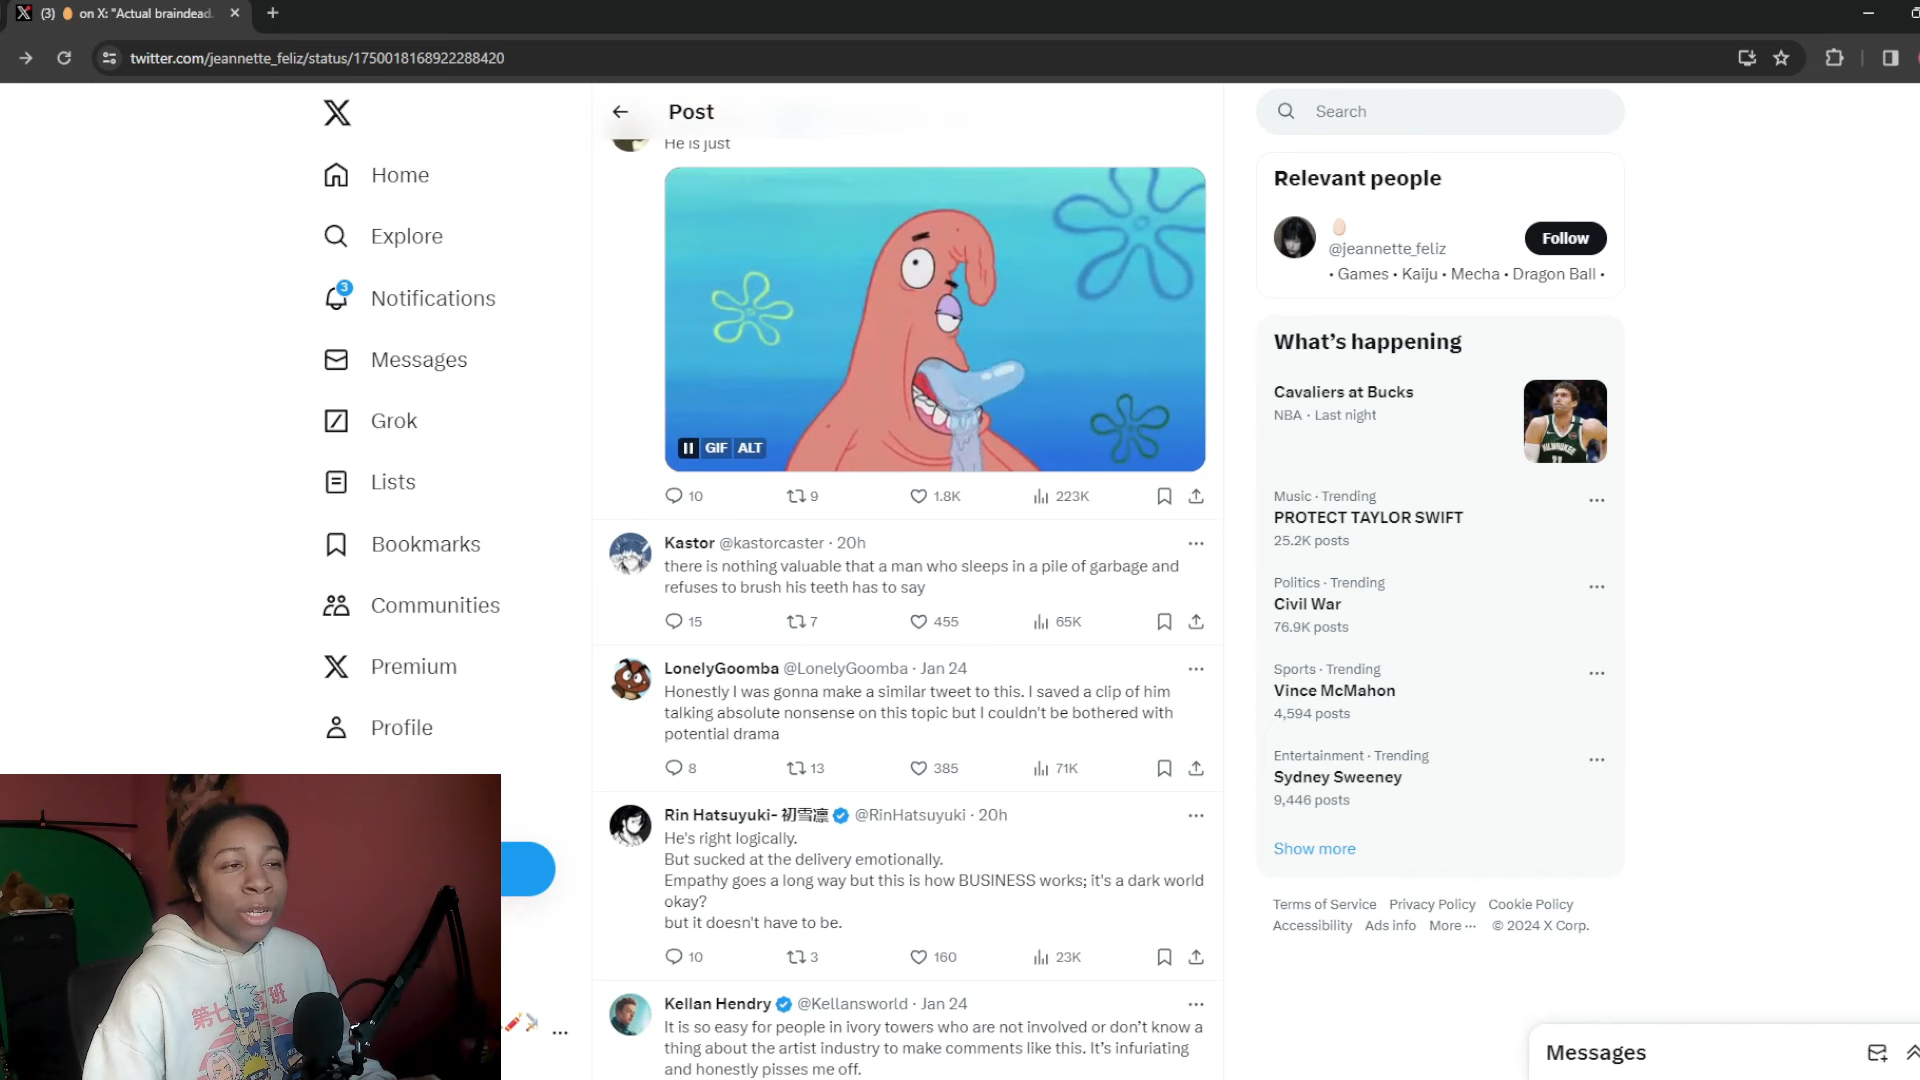 (3) 🥚 on X: "Actual braindead.
twitter.com/jeannette_feliz/status/1750018168922288420
Home
Explore
3
Notifications
Messages
Grok
Lists
Bookmarks
Communities
Premium
Profile
Post
He is just
GIF ALT
10 9 1.8K 223K
Kastor @kastorcaster · 20h
there is nothing valuable that a man who sleeps in a pile of garbage and
refuses to brush his teeth has to say
15 7 455 65K
LonelyGoomba @LonelyGoomba · Jan 24
Honestly I was gonna make a similar tweet to this. I saved a clip of him
talking absolute nonsense on this topic but I couldn't be bothered with
potential drama
8 13 385 71K
Rin Hatsuyuki- 初雪凛 @RinHatsuyuki · 20h
He's right logically.
But sucked at the delivery emotionally.
Empathy goes a long way but this is how BUSINESS works; it's a dark world
okay?
but it doesn't have to be.
10 3 160 23K
Kellan Hendry @Kellansworld · Jan 24
It is so easy for people in ivory towers who are not involved or don’t know a
thing about the artist industry to make comments like this. It’s infuriating
and honestly pisses me off.
Search
Relevant people
@jeannette_feliz
Follow
• Games • Kaiju • Mecha • Dragon Ball •
What’s happening
Cavaliers at Bucks
NBA · Last night
Music · Trending
PROTECT TAYLOR SWIFT
25.2K posts
Politics · Trending
Civil War
76.9K posts
Sports · Trending
Vince McMahon
4,594 posts
Entertainment · Trending
Sydney Sweeney
9,446 posts
Show more
Terms of Service Privacy Policy Cookie Policy
Accessibility Ads info More ··· © 2024 X Corp.
Messages